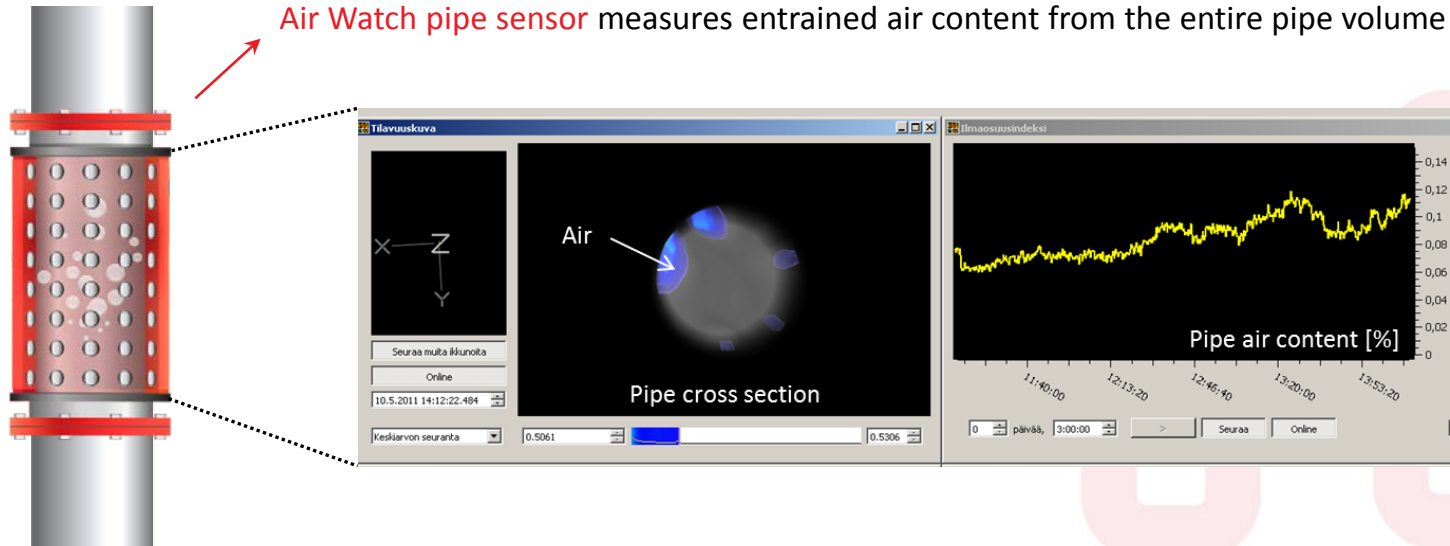 Air Watch pipe sensor measures entrained air content from the entire pipe volume
Tilavuuskuva
X
Z
Y
Seuraa muita ikkunoita
Online
10.5.2011 14:12:22.484
Keskiarvon seuranta
Air
Pipe cross section
0.5061
0.5306
Ilmaosuusindeksi
0,14
0,12
0,1
0,08
0,06
0,04
0,02
0
Pipe air content [%]
11:40:00
12:13:20
12:46:40
13:20:00
13:53:20
0
päivää,
3:00:00
>
Seuraa
Online